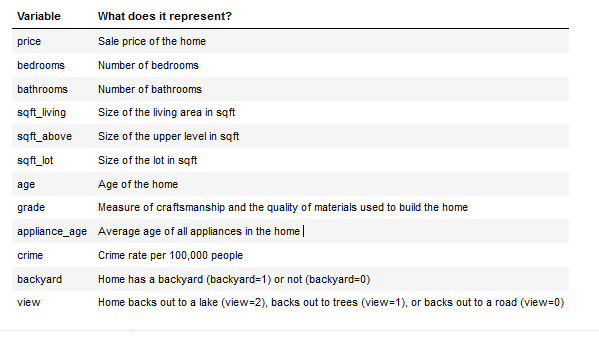 Variable What does it represent?
price Sale price of the home
bedrooms Number of bedrooms
bathrooms Number of bathrooms
sqft_living Size of the living area in sqft
sqft_above Size of the upper level in sqft
sqft_lot Size of the lot in sqft
age Age of the home
grade Measure of craftsmanship and the quality of materials used to build the home
appliance_age Average age of all appliances in the home
crime Crime rate per 100,000 people
backyard Home has a backyard (backyard=1) or not (backyard=0)
view Home backs out to a lake (view=2), backs out to trees (view=1), or backs out to a road (view=0)